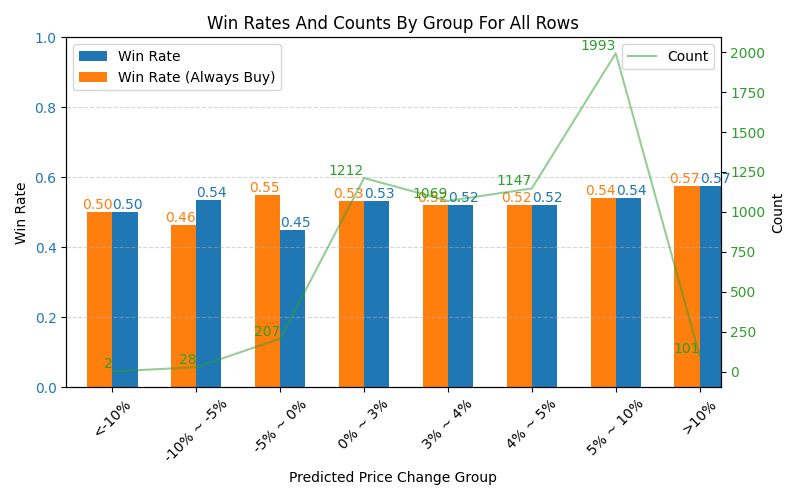 Win Rates And Counts By Group For All Rows
Win Rate
Win Rate (Always Buy)
Count
1.0
0.8
0.6
0.4
0.2
0.0
Win Rate
2000
1750
1500
1250
1000
750
500
250
0
Count
0.50 0.50
0.46 0.54
0.55 0.45
0.53 0.53
0.52 0.52
0.52 0.52
0.54 0.54
0.57 0.57
2
28
207
1212
1069
1147
1993
101
<-10%
-10% ~ -5%
-5% ~ 0%
0% ~ 3%
3% ~ 4%
4% ~ 5%
5% ~ 10%
>10%
Predicted Price Change Group